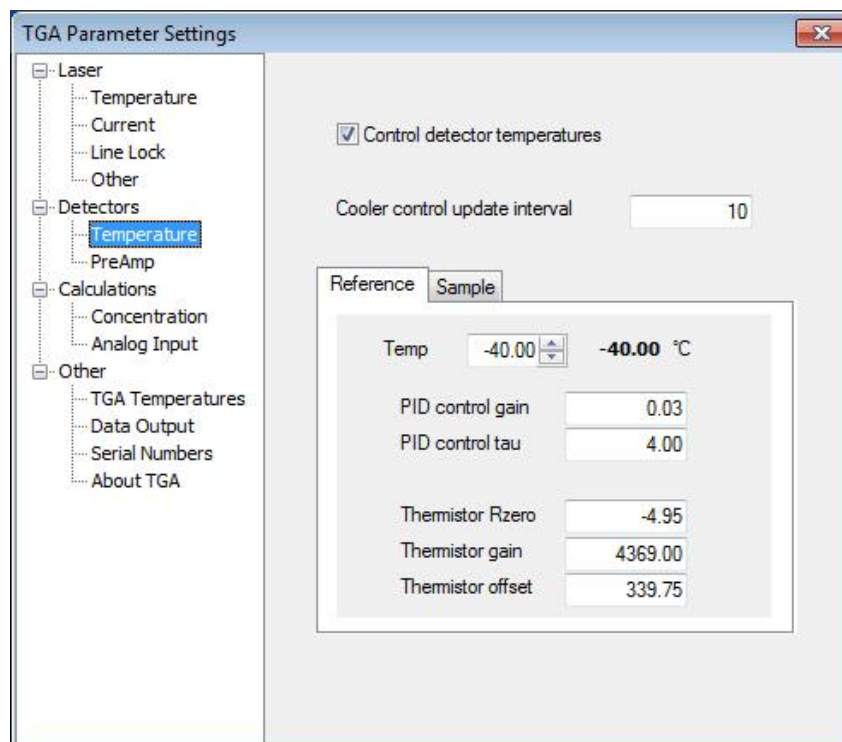 TGA Parameter Settings
Laser
Temperature
Current
Line Lock
Other
Detectors
Temperature
PreAmp
Calculations
Concentration
Analog Input
Other
TGA Temperatures
Data Output
Serial Numbers
About TGA
Control detector temperatures
Cooler control update interval 10
Reference Sample
Temp -40.00 -40.00 °C
PID control gain 0.03
PID control tau 4.00
Thermistor Rzero -4.95
Thermistor gain 4369.00
Thermistor offset 339.75